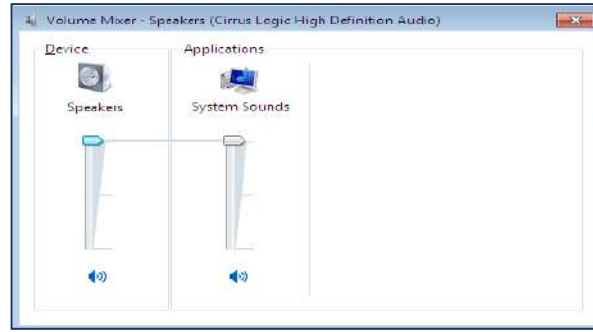 Volume Mixer - Speakers (Cirrus Logic High Definition Audio)
Device
Applications
Speakers
System Sounds